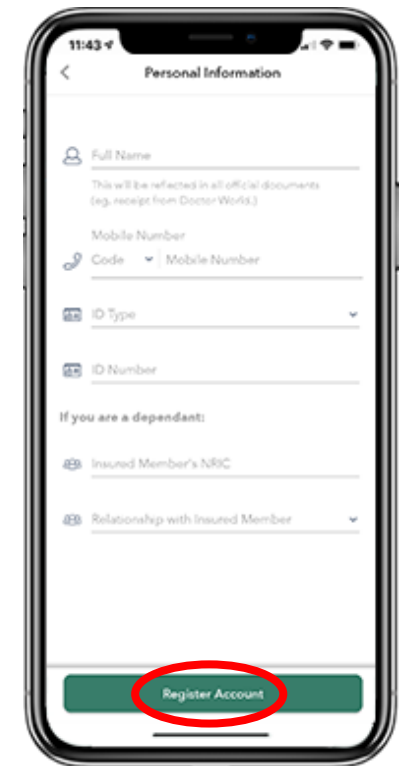 11:43
Personal Information
Full Name
This will be reflected in all official documents
(eg. receipt from Doctor World.)
Mobile Number
Code Mobile Number
ID Type
ID Number
If you are a dependant:
Insured Member's NRIC
Relationship with Insured Member
Register Account